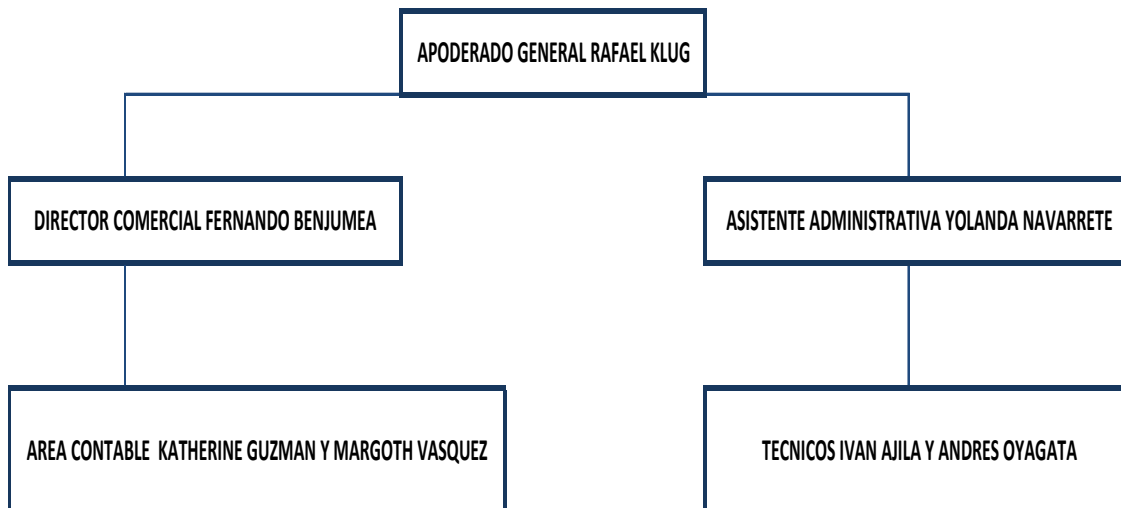 APODERADO GENERAL RAFAEL KLUG
DIRECTOR COMERCIAL FERNANDO BENJUMEA
ASISTENTE ADMINISTRATIVA YOLANDA NAVARRETE
AREA CONTABLE KATHERINE GUZMAN Y MARGOTH VASQUEZ
TECNICOS IVAN AJILA Y ANDRES OYAGATA